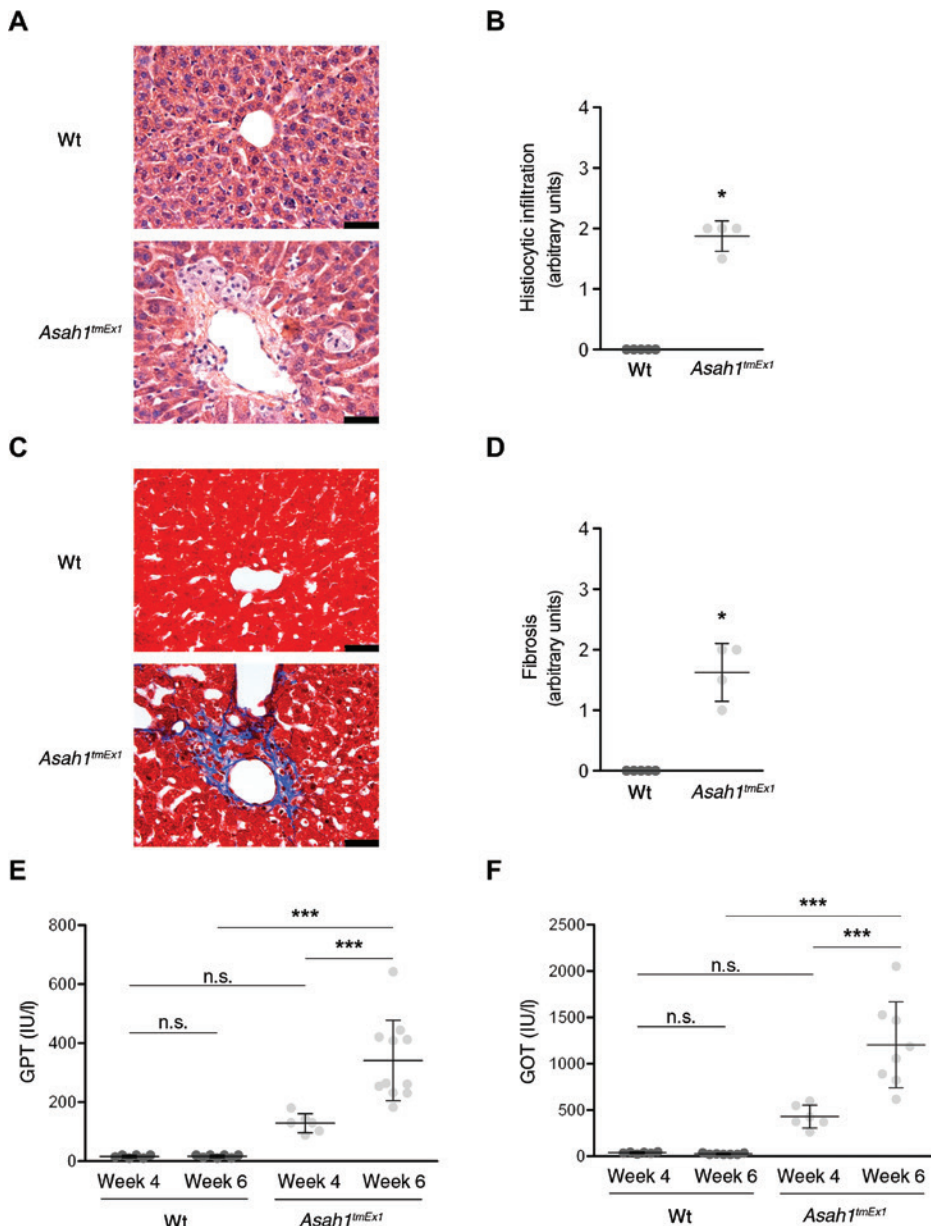 A
Wt
Asah1tmEx1
B
4
3
2
1
0
Histiocytic infiltration
(arbitrary units)
*
Wt
Asah1tmEx1
C
Wt
Asah1tmEx1
D
4
3
2
1
0
Fibrosis
(arbitrary units)
*
Wt
Asah1tmEx1
E
800
600
400
200
0
GPT (IU/l)
***
***
n.s.
n.s.
Week 4 Week 6 Week 4 Week 6
Wt Asah1tmEx1
F
2500
2000
1500
1000
500
0
GOT (IU/l)
***
***
n.s.
n.s.
Week 4 Week 6 Week 4 Week 6
Wt Asah1tmEx1